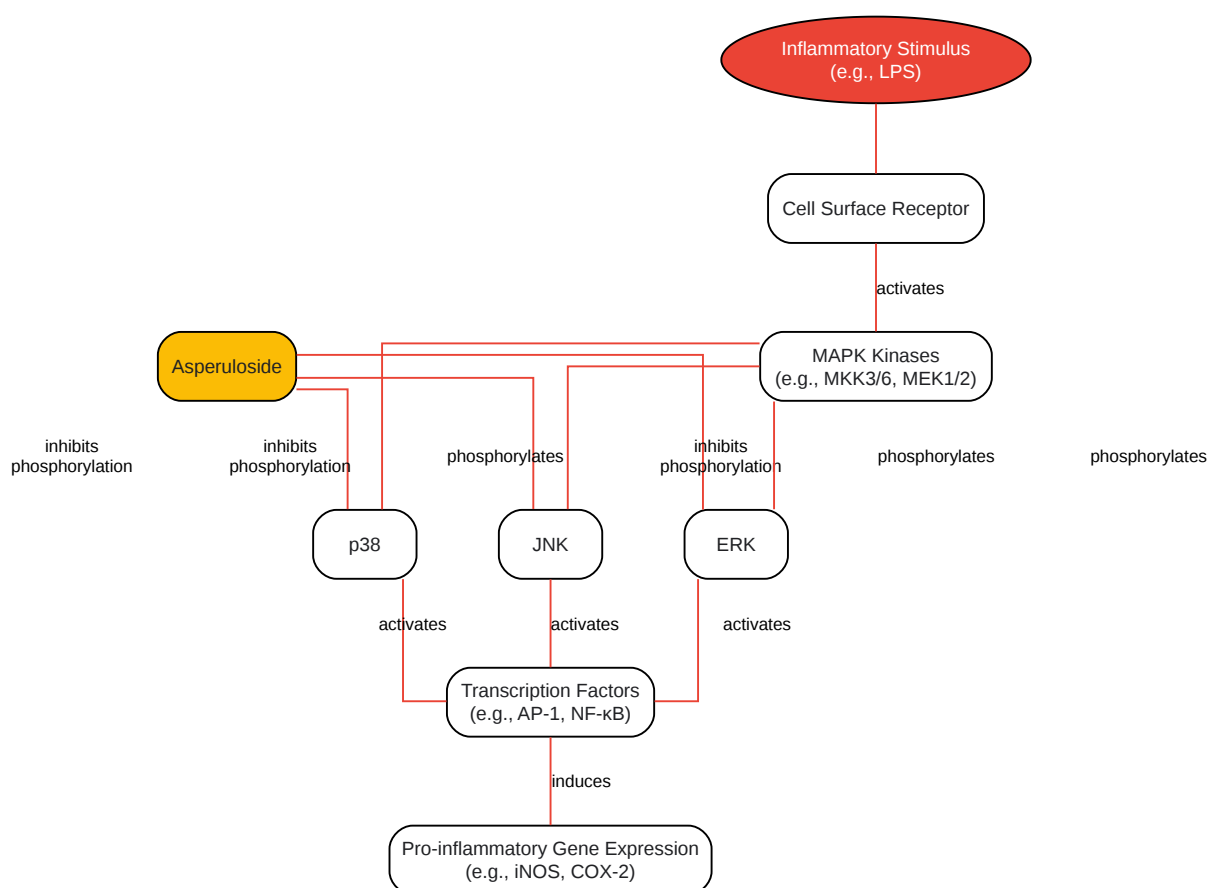 Inflammatory Stimulus
(e.g., LPS)
Cell Surface Receptor
activates
Asperuloside
MAPK Kinases
(e.g., MKK3/6, MEK1/2)
inhibits
phosphorylation
inhibits
phosphorylation
phosphorylates
inhibits
phosphorylation
phosphorylates
phosphorylates
p38
JNK
ERK
activates
activates
activates
Transcription Factors
(e.g., AP-1, NF-κB)
induces
Pro-inflammatory Gene Expression
(e.g., iNOS, COX-2)